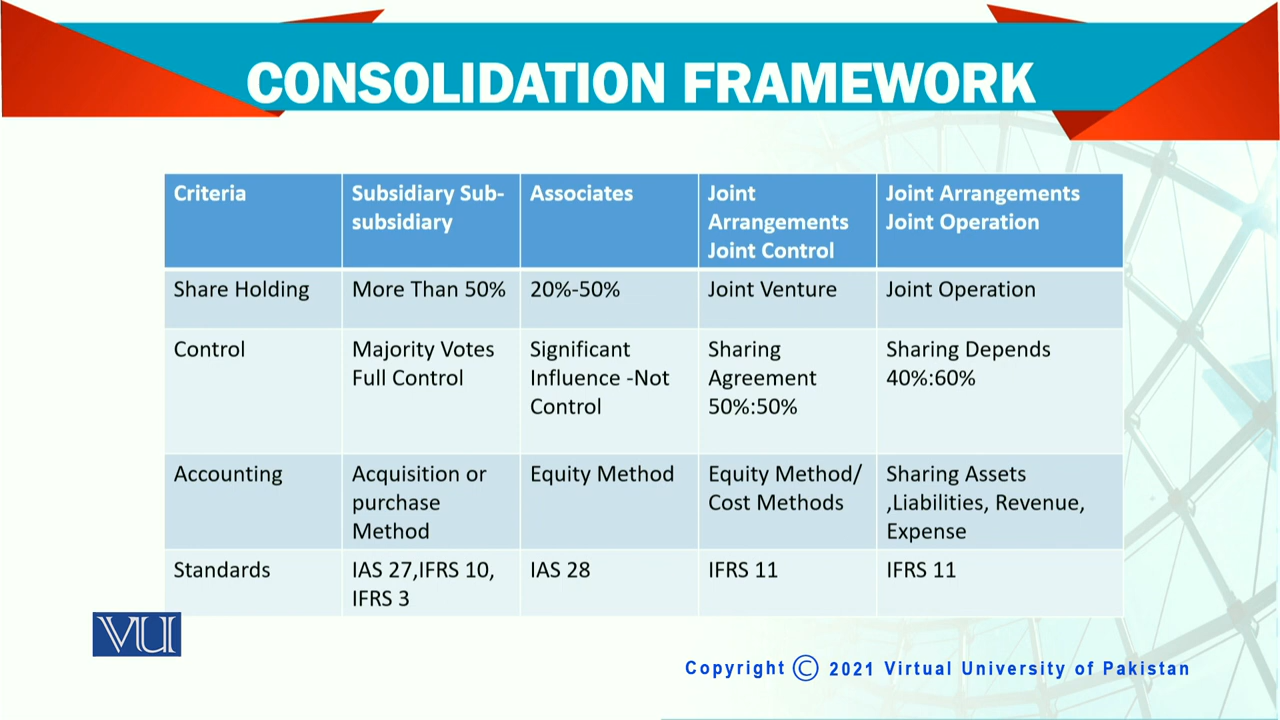 CONSOLIDATION FRAMEWORK
Criteria
Subsidiary Sub-
subsidiary
Associates
Joint
Arrangements
Joint Control
Joint Arrangements
Joint Operation
Share Holding
More Than 50%
20%-50%
Joint Venture
Joint Operation
Control
Majority Votes
Full Control
Significant
Influence -Not
Control
Sharing
Agreement
50%:50%
Sharing Depends
40%:60%
Accounting
Acquisition or
purchase
Method
Equity Method
Equity Method/
Cost Methods
Sharing Assets
,Liabilities, Revenue,
Expense
Standards
IAS 27,IFRS 10,
IFRS 3
IAS 28
IFRS 11
IFRS 11
VU
Copyright © 2021 Virtual University of Pakistan